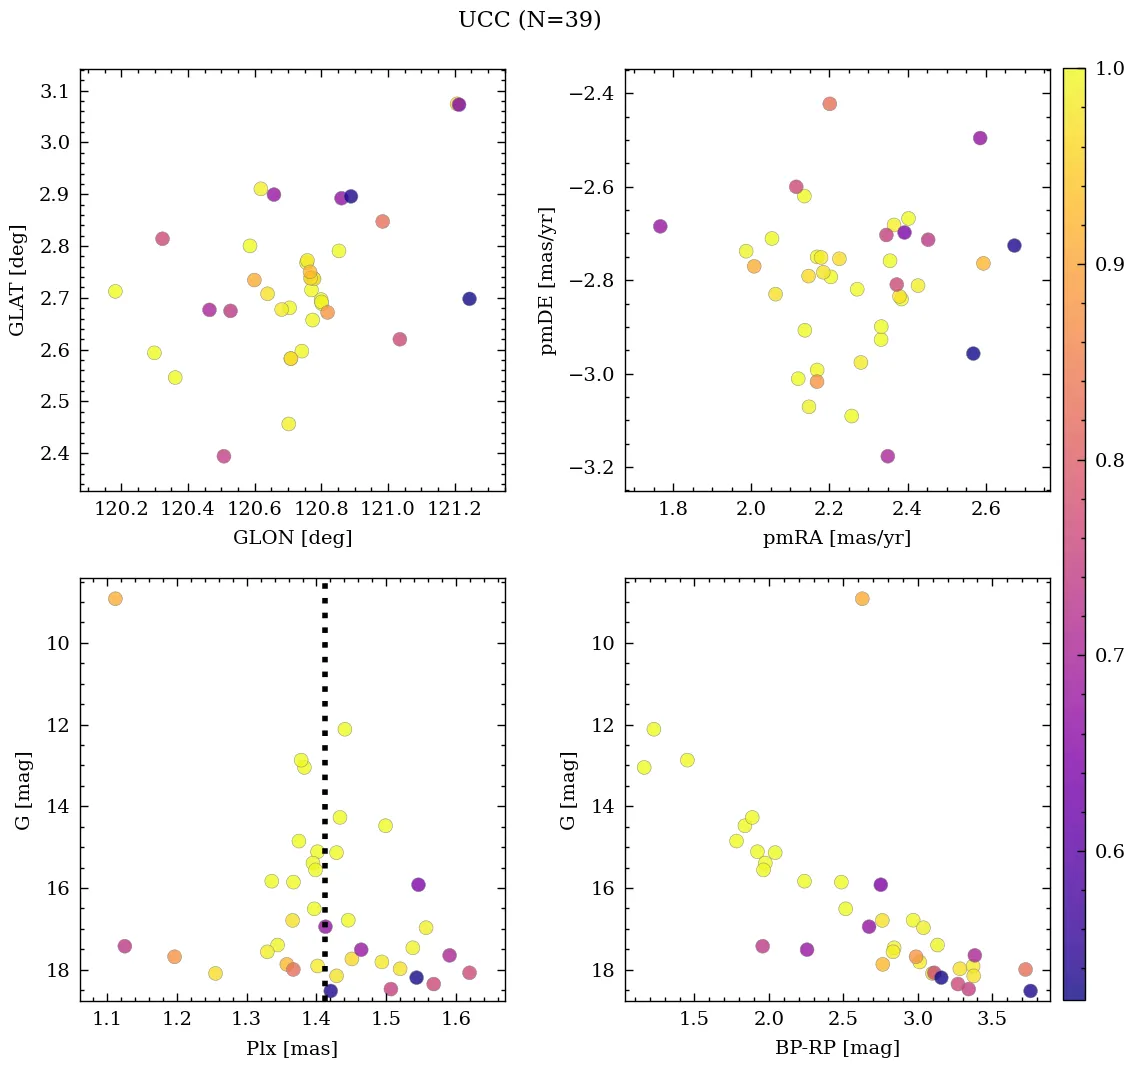 UCC (N=39)
3.1
3.0
2.9
2.8
2.7
2.6
2.5
2.4
GLAT [deg]
120.2 120.4 120.6 120.8 121.0 121.2
GLON [deg]
−2.4
−2.6
−2.8
−3.0
−3.2
pmDE [mas/yr]
1.8 2.0 2.2 2.4 2.6
pmRA [mas/yr]
10
12
14
16
18
G [mag]
1.1 1.2 1.3 1.4 1.5 1.6
Plx [mas]
10
12
14
16
18
G [mag]
1.5 2.0 2.5 3.0 3.5
BP-RP [mag]
1.0
0.9
0.8
0.7
0.6